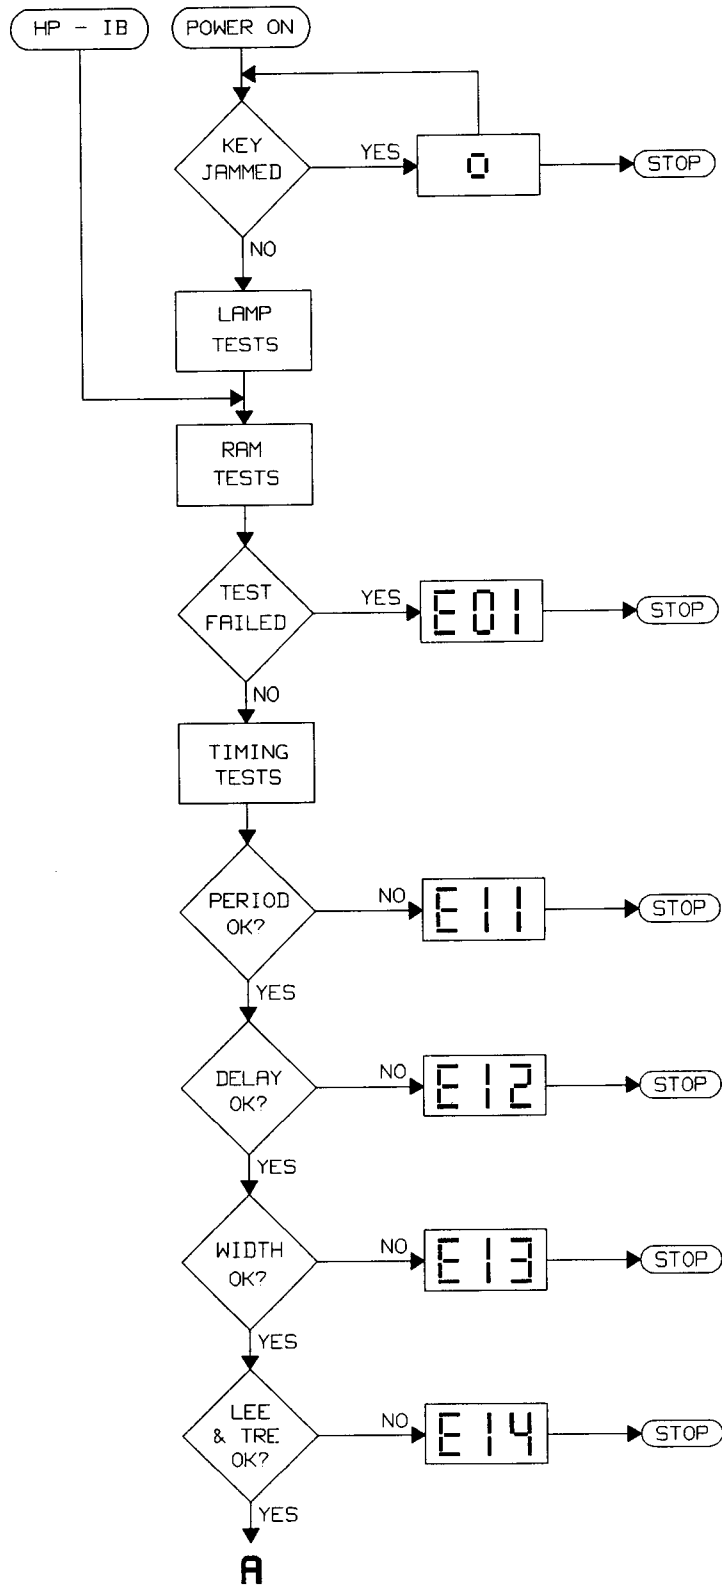 HP - IB
POWER ON
KEY
JAMMED
YES
o
STOP
NO
LAMP
TESTS
RAM
TESTS
TEST
FAILED
YES
E01
STOP
NO
TIMING
TESTS
PERIOD
OK?
NO
E11
STOP
YES
DELAY
OK?
NO
E12
STOP
YES
WIDTH
OK?
NO
E13
STOP
YES
LEE
& TRE
OK?
NO
E14
STOP
YES
A